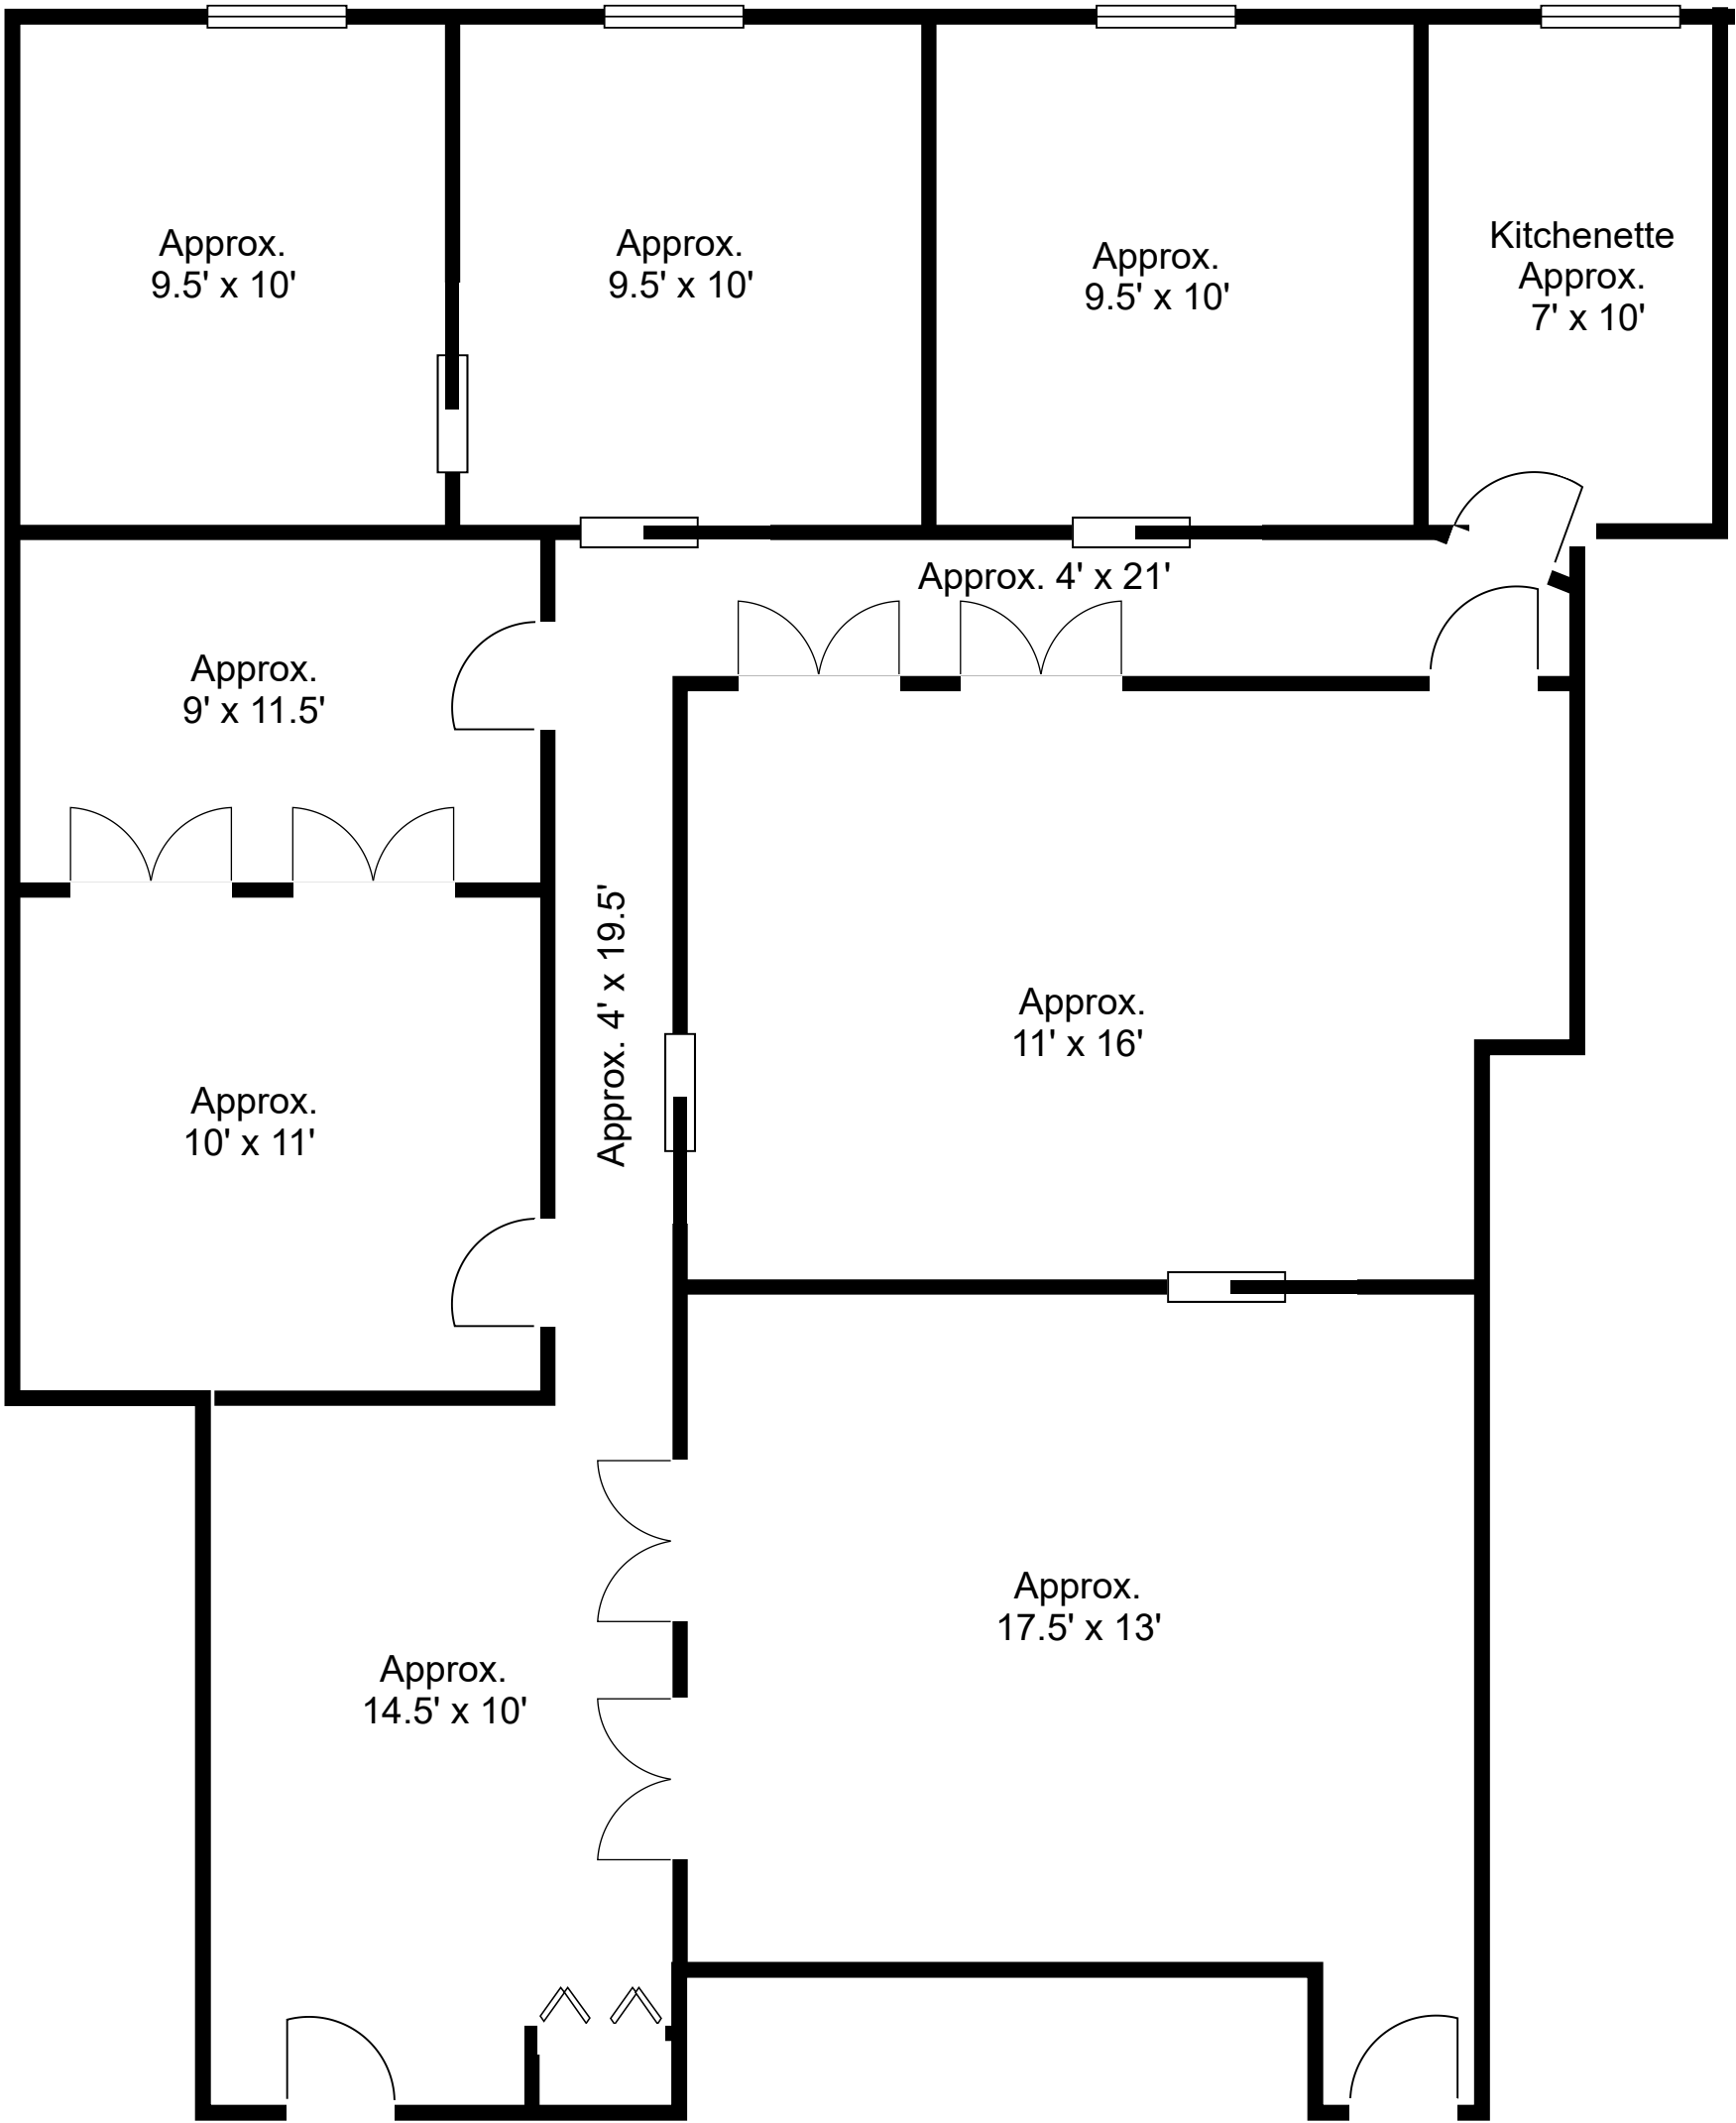 Approx.
9.5' x 10'
Approx.
9.5' x 10'
Approx.
9.5' x 10'
Kitchenette
Approx.
7' x 10'
Approx. 4' x 21'
Approx.
9' x 11.5'
Approx. 4' x 19.5'
Approx.
11' x 16'
Approx.
10' x 11'
Approx.
17.5' x 13'
Approx.
14.5' x 10'